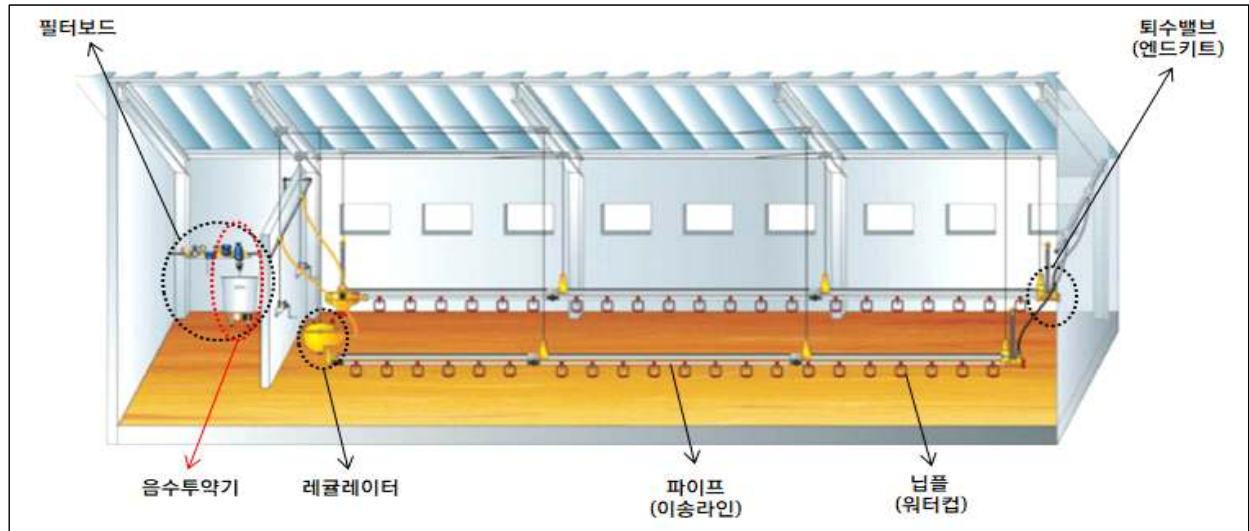 필터보드
퇴수밸브
(엔드키트)
음수투약기
레귤레이터
파이프
(이송라인)
닙플
(워터컵)